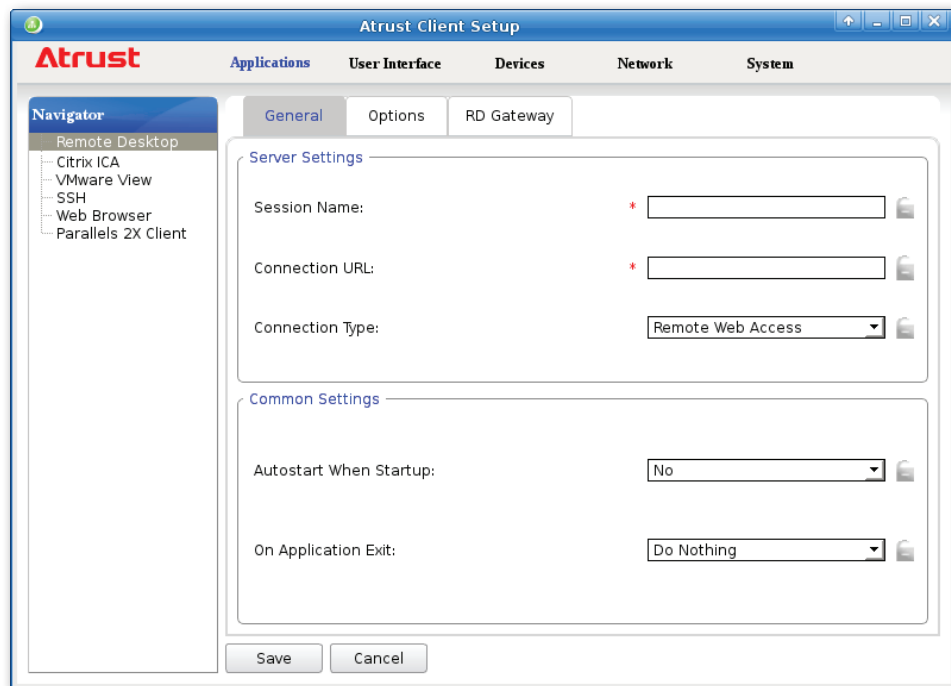 Atrust Client Setup
Atrust
Applications User Interface Devices Network System
Navigator
Remote Desktop
Citrix ICA
VMware View
SSH
Web Browser
Parallels 2X Client
General Options RD Gateway
Server Settings
Session Name: *
Connection URL: *
Connection Type: Remote Web Access
Common Settings
Autostart When Startup: No
On Application Exit: Do Nothing
Save Cancel